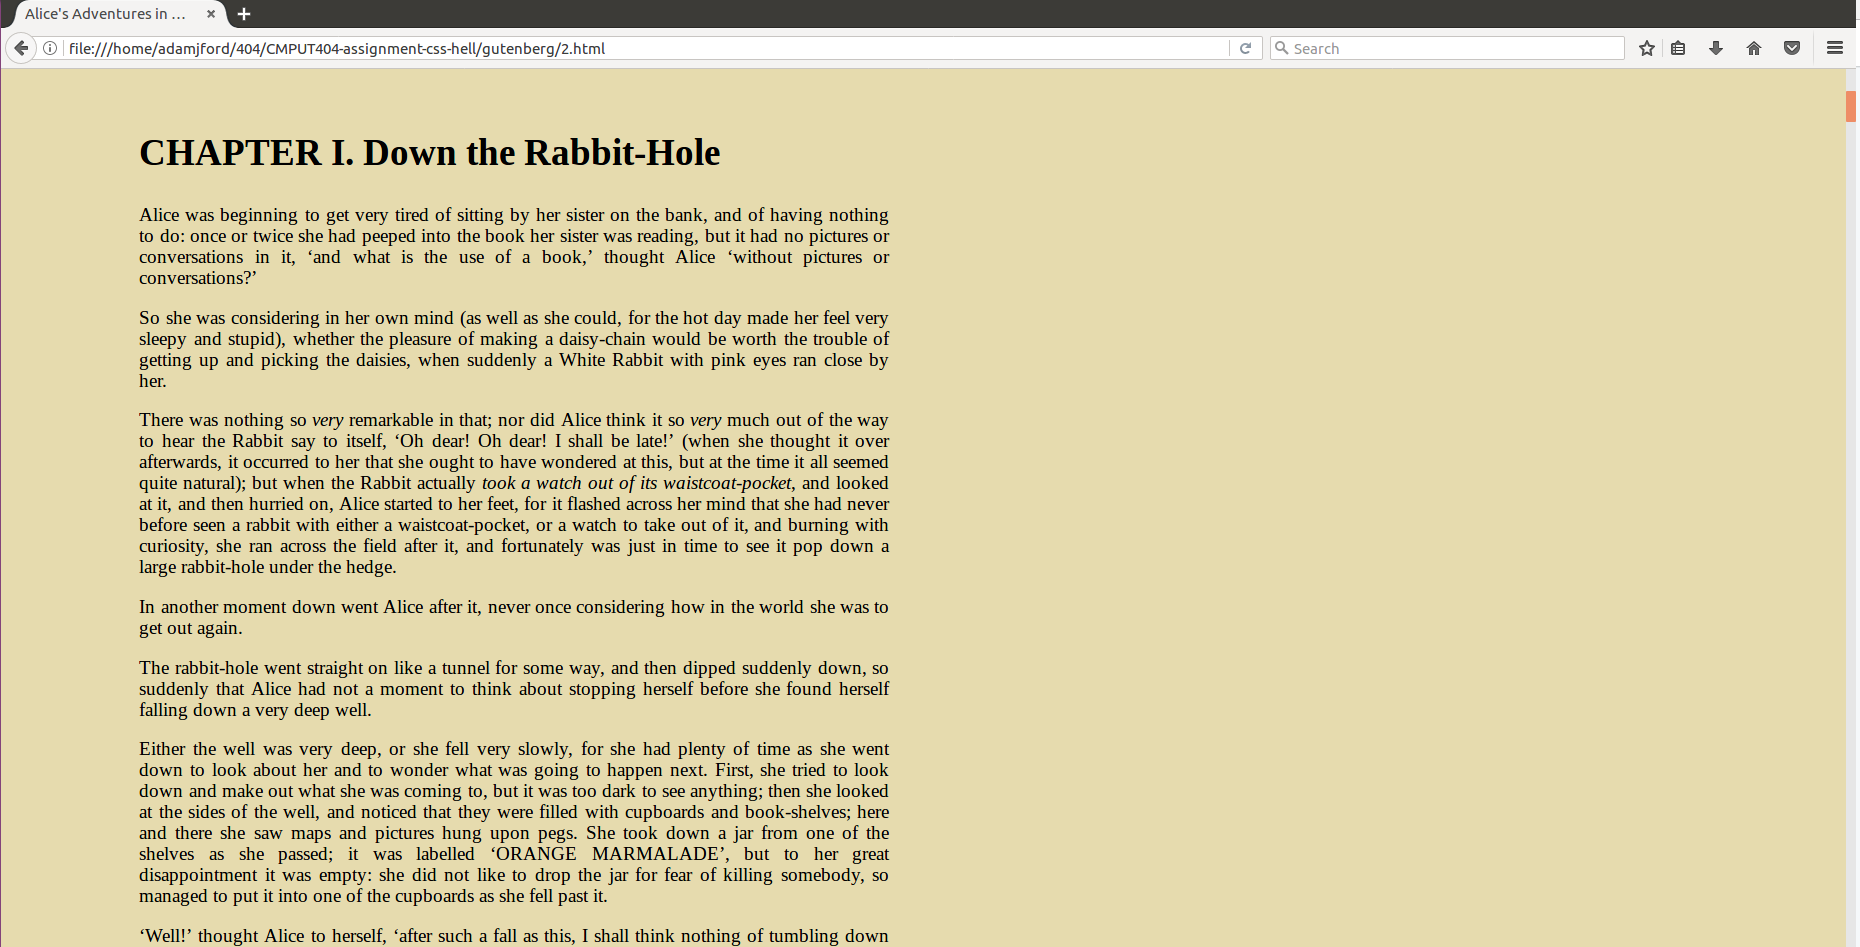 Alice's Adventures in ...
file:///home/adamjford/404/CMPUT404-assignment-css-hell/gutenberg/2.html
Search
CHAPTER I. Down the Rabbit-Hole
Alice was beginning to get very tired of sitting by her sister on the bank, and of having nothing
to do: once or twice she had peeped into the book her sister was reading, but it had no pictures or
conversations in it, ‘and what is the use of a book,’ thought Alice ‘without pictures or
conversations?’
So she was considering in her own mind (as well as she could, for the hot day made her feel very
sleepy and stupid), whether the pleasure of making a daisy-chain would be worth the trouble of
getting up and picking the daisies, when suddenly a White Rabbit with pink eyes ran close by
her.
There was nothing so very remarkable in that; nor did Alice think it so very much out of the way
to hear the Rabbit say to itself, ‘Oh dear! Oh dear! I shall be late!’ (when she thought it over
afterwards, it occurred to her that she ought to have wondered at this, but at the time it all seemed
quite natural); but when the Rabbit actually took a watch out of its waistcoat-pocket, and looked
at it, and then hurried on, Alice started to her feet, for it flashed across her mind that she had never
before seen a rabbit with either a waistcoat-pocket, or a watch to take out of it, and burning with
curiosity, she ran across the field after it, and fortunately was just in time to see it pop down a
large rabbit-hole under the hedge.
In another moment down went Alice after it, never once considering how in the world she was to
get out again.
The rabbit-hole went straight on like a tunnel for some way, and then dipped suddenly down, so
suddenly that Alice had not a moment to think about stopping herself before she found herself
falling down a very deep well.
Either the well was very deep, or she fell very slowly, for she had plenty of time as she went
down to look about her and to wonder what was going to happen next. First, she tried to look
down and make out what she was coming to, but it was too dark to see anything; then she looked
at the sides of the well, and noticed that they were filled with cupboards and book-shelves; here
and there she saw maps and pictures hung upon pegs. She took down a jar from one of the
shelves as she passed; it was labelled ‘ORANGE MARMALADE’, but to her great
disappointment it was empty: she did not like to drop the jar for fear of killing somebody, so
managed to put it into one of the cupboards as she fell past it.
‘Well!’ thought Alice to herself, ‘after such a fall as this, I shall think nothing of tumbling down